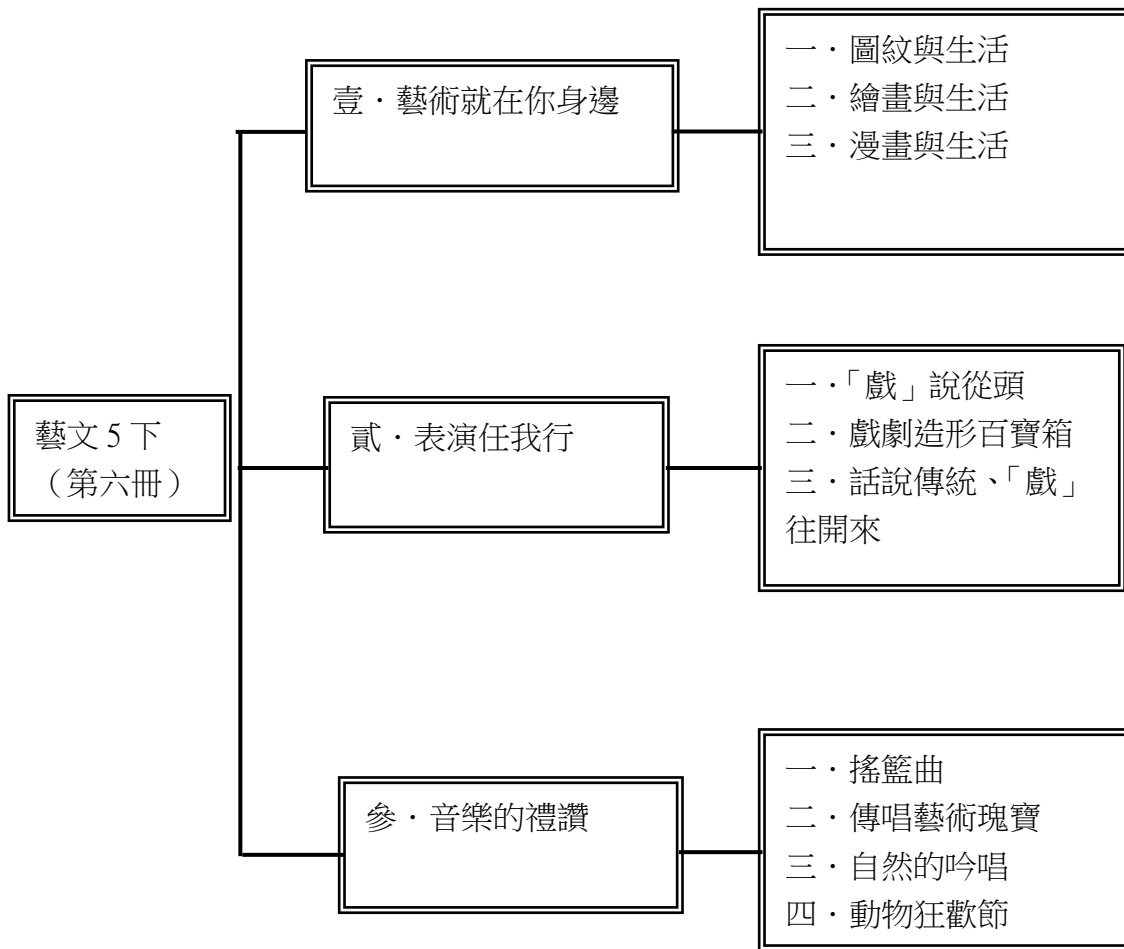 藝文 5 下
（第六冊）
壹．藝術就在你身邊
一．圖紋與生活
二．繪畫與生活
三．漫畫與生活
貳．表演任我行
一．「戲」說從頭
二．戲劇造形百寶箱
三．話說傳統、「戲」
往開來
參．音樂的禮讚
一．搖籃曲
二．傳唱藝術瑰寶
三．自然的吟唱
四．動物狂歡節